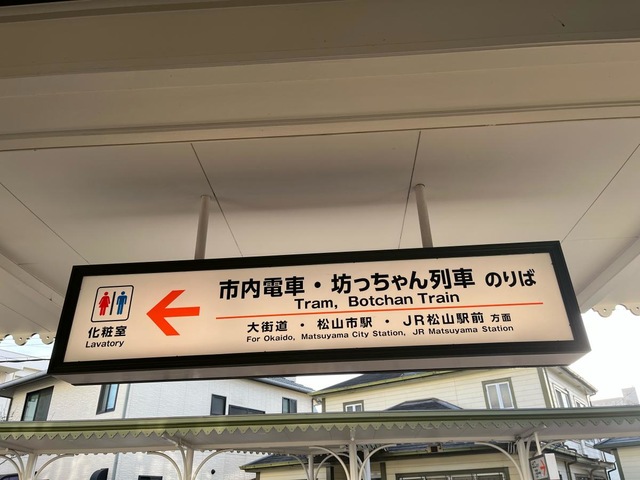 市内電車・坊っちゃん列車 のりば
Tram, Botchan Train
大街道 ・ 松山市駅 ・ JR松山駅前 方面
For Okaido, Matsuyama City Station, JR Matsuyama Station
化粧室
Lavatory